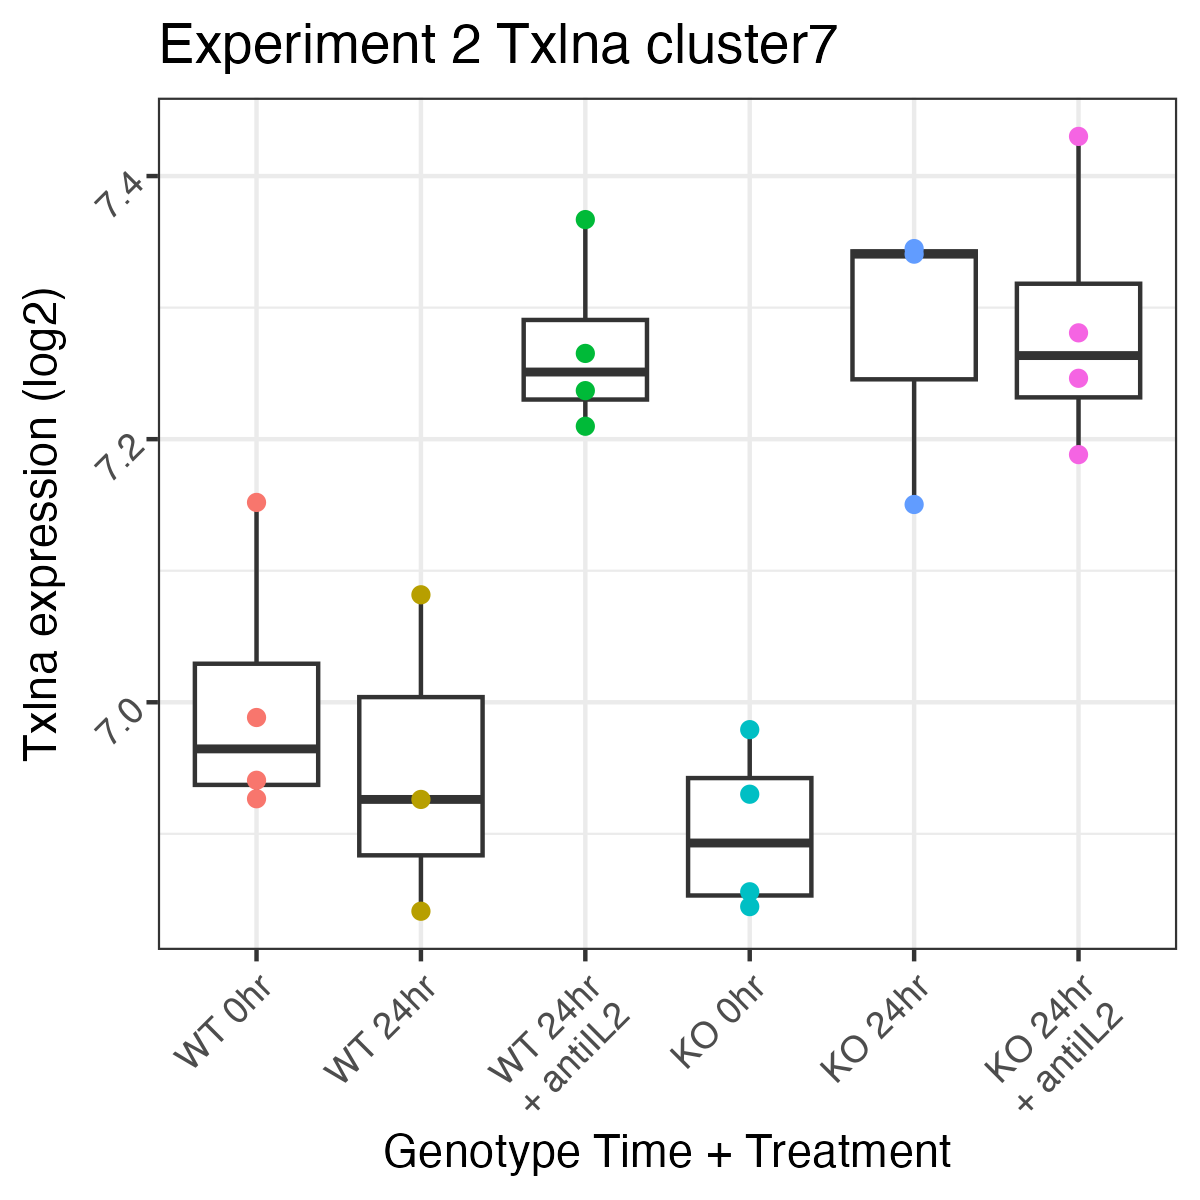 Experiment 2 Txlna cluster7
Txlna expression (log2)
7.4
7.2
7.0
WT 0hr
WT 24hr
WT 24hr
+ antiIL2
KO 0hr
KO 24hr
KO 24hr
+ antiIL2
Genotype Time + Treatment